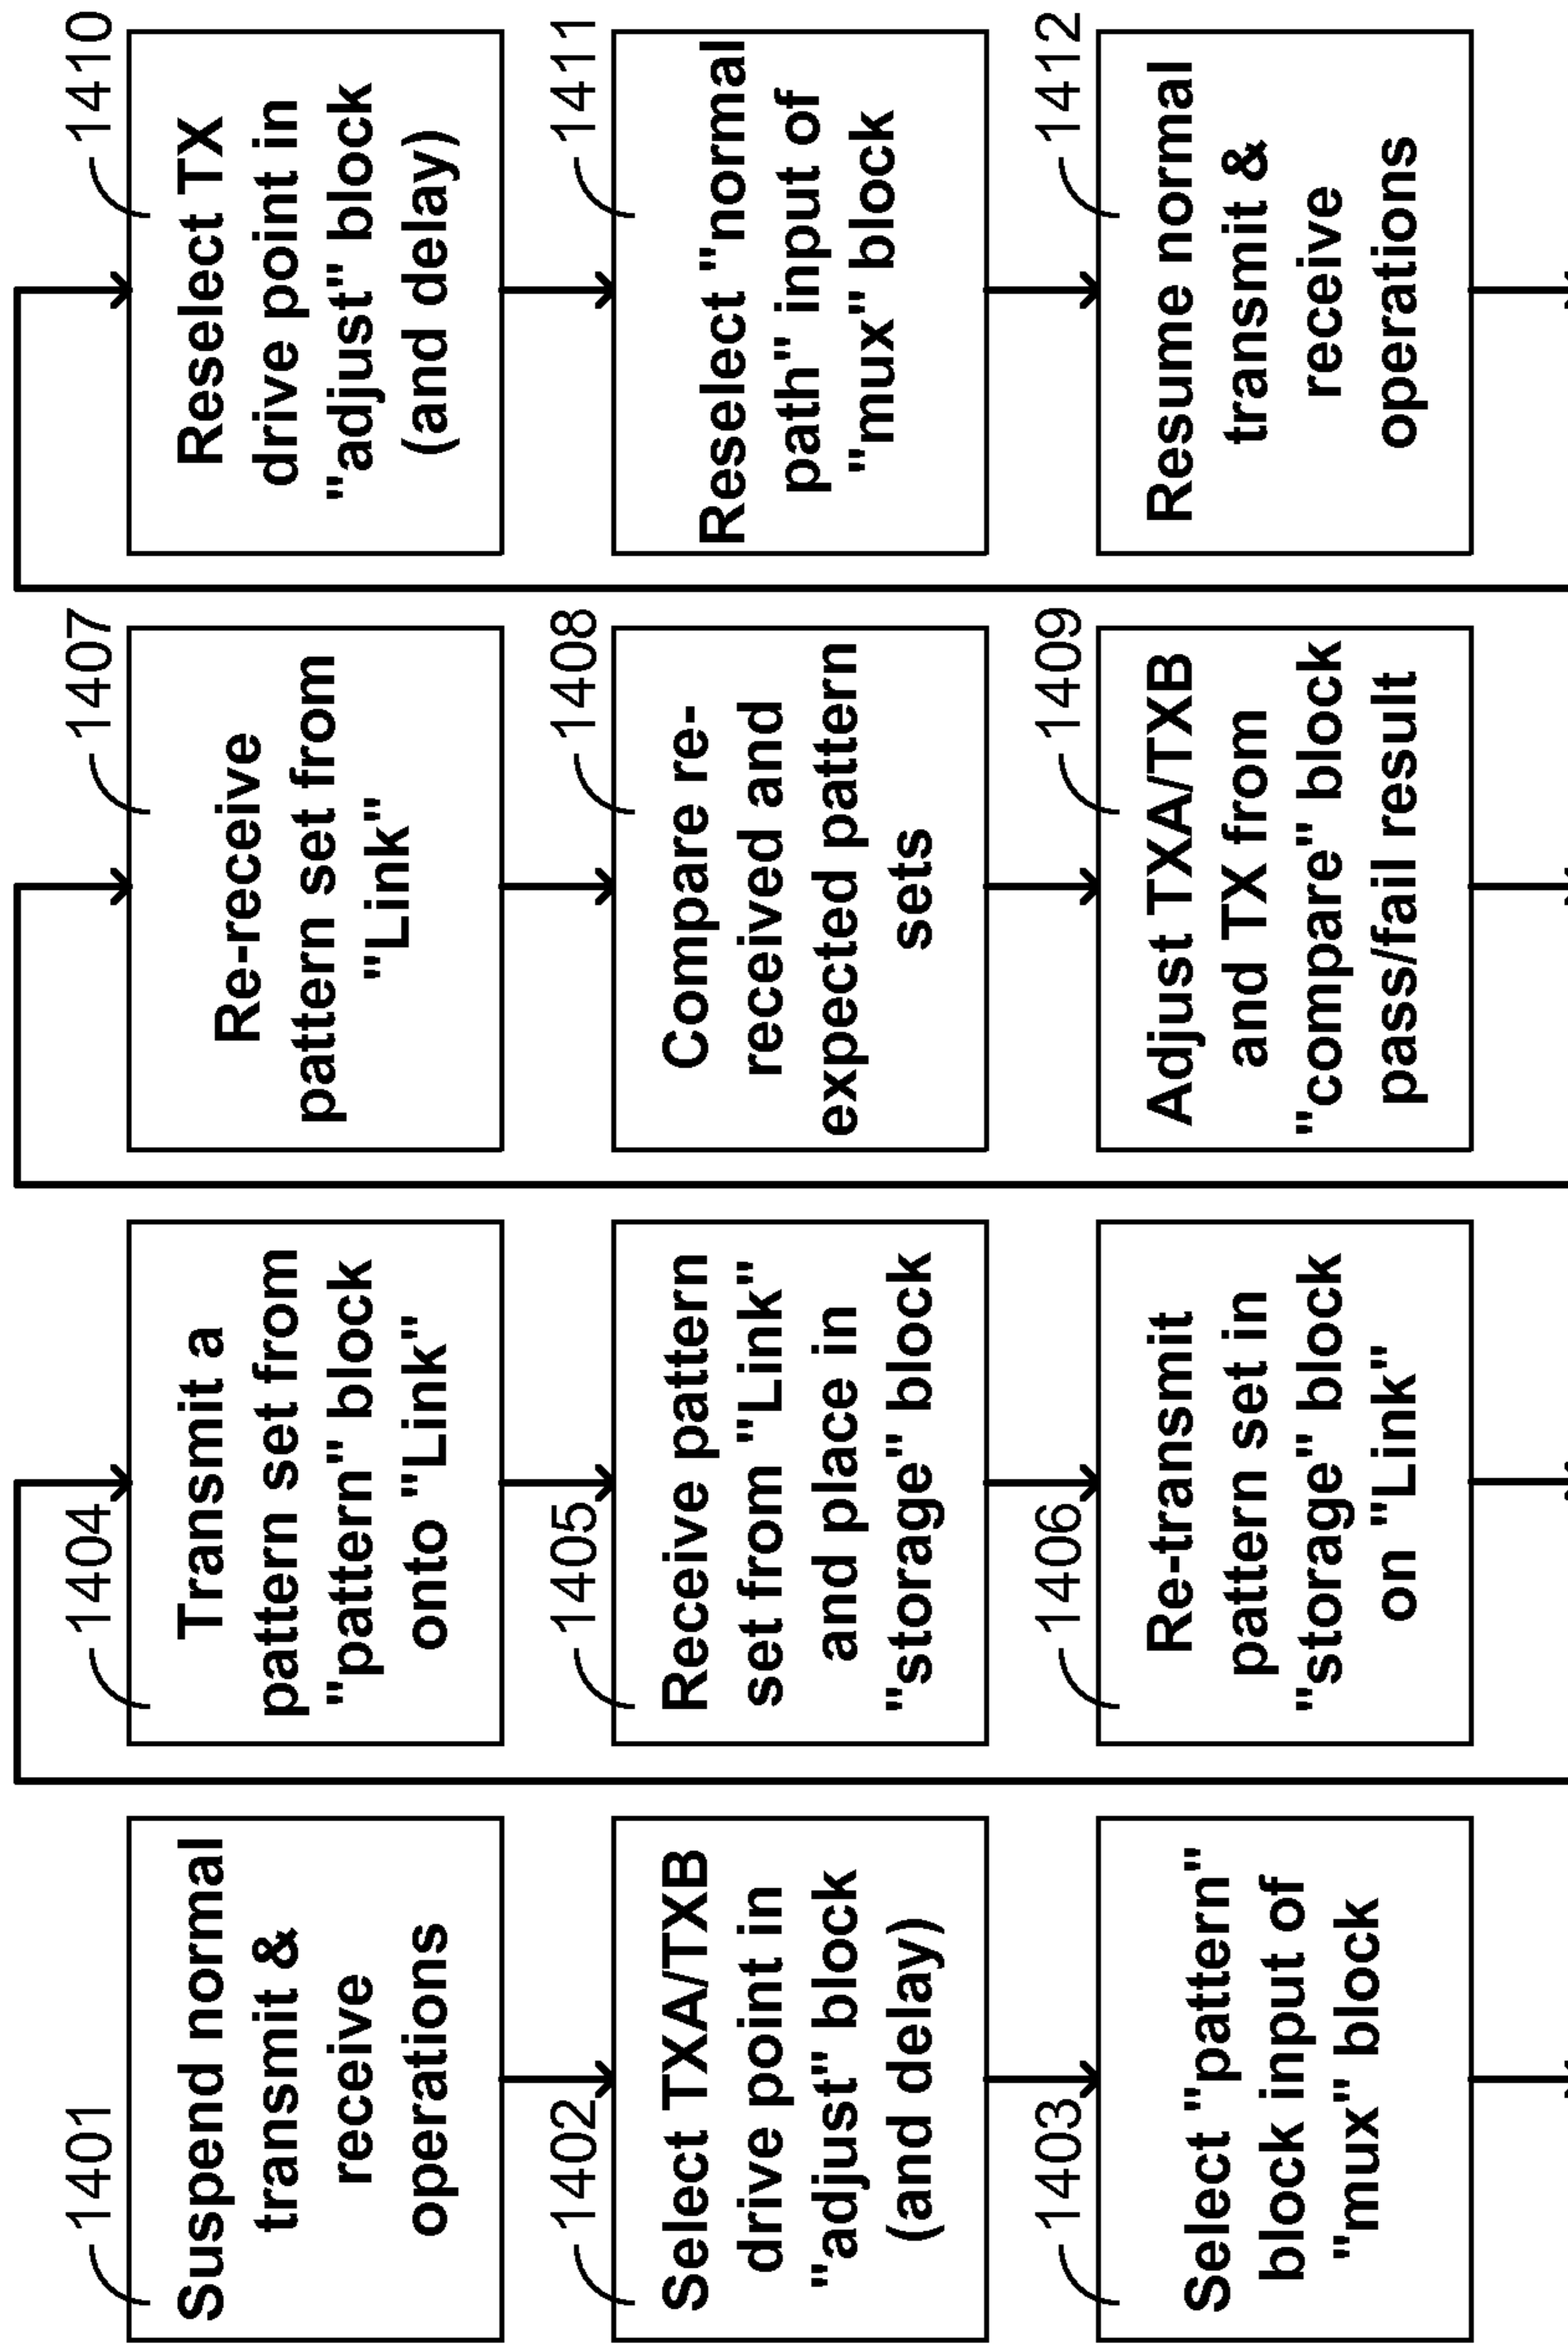 1401
Suspend normal
transmit &
receive
operations
1402
Select TXA/TXB
drive point in
"adjust" block
(and delay)
1403
Select "pattern"
block input of
"mux" block
1404
Transmit a
pattern set from
"pattern" block
onto "Link"
1405
Receive pattern
set from "Link"
and place in
"storage" block
1406
Re-transmit
pattern set in
"storage" block
on "Link"
1407
Re-receive
pattern set from
"Link"
1408
Compare re-
received and
expected pattern
sets
1409
Adjust TXA/TXB
and TX from
"compare" block
pass/fail result
1410
Reselect TX
drive point in
"adjust" block
(and delay)
1411
Reselect "normal
path" input of
"mux" block
1412
Resume normal
transmit &
receive
operations